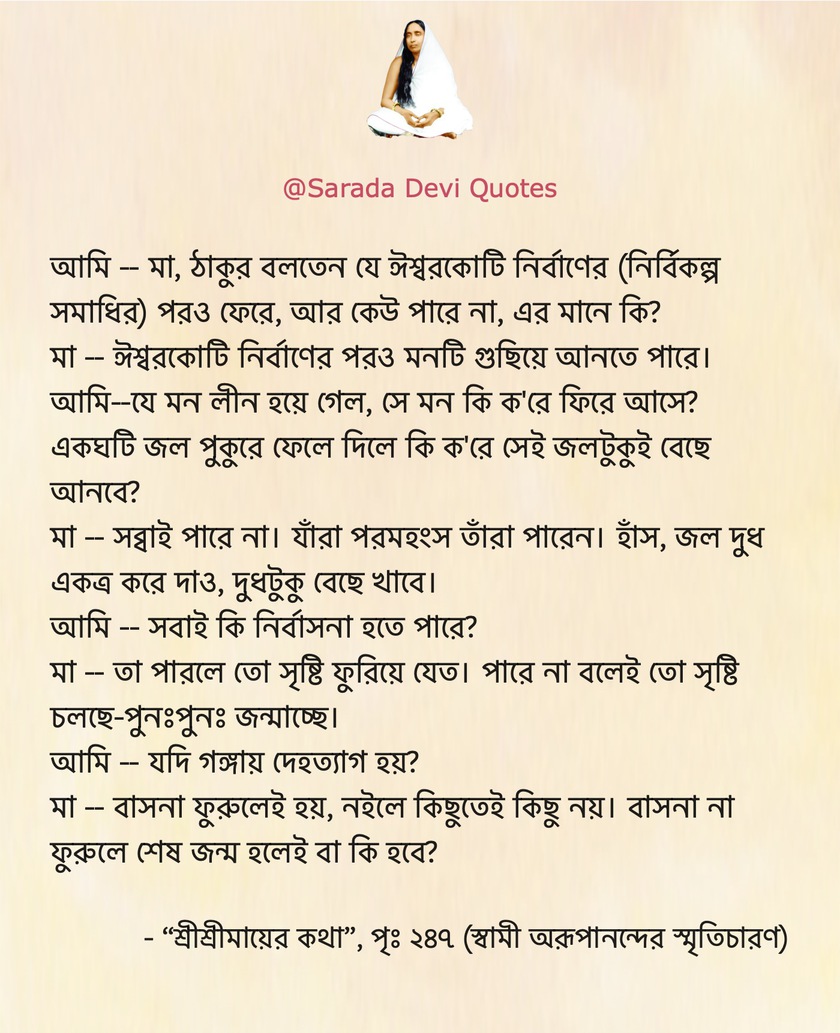 @Sarada Devi Quotes
আমি -- মা, ঠাকুর বলতেন যে ঈশ্বরকোটি নির্বাণের (নির্বিকল্প
সমাধির) পরও ফেরে, আর কেউ পারে না, এর মানে কি?
মা -- ঈশ্বরকোটি নির্বাণের পরও মনটি গুছিয়ে আনতে পারে।
আমি--যে মন লীন হয়ে গেল, সে মন কি ক'রে ফিরে আসে?
একঘটি জল পুকুরে ফেলে দিলে কি ক'রে সেই জলটুকুই বেছে
আনবে?
মা -- সব্বাই পারে না। যাঁরা পরমহংস তাঁরা পারেন। হাঁস, জল দুধ
একত্র করে দাও, দুধটুকু বেছে খাবে।
আমি -- সবাই কি নির্বাসনা হতে পারে?
মা -- তা পারলে তো সৃষ্টি ফুরিয়ে যেত। পারে না বলেই তো সৃষ্টি
চলছে-পুনঃপুনঃ জন্মাচ্ছে।
আমি -- যদি গঙ্গায় দেহত্যাগ হয়?
মা -- বাসনা ফুরুলেই হয়, নইলে কিছুতেই কিছু নয়। বাসনা না
ফুরুলে শেষ জন্ম হলেই বা কি হবে?
- “শ্রীশ্রীমায়ের কথা”, পৃঃ ২৪৭ (স্বামী অরূপানন্দের স্মৃতিচারণ)